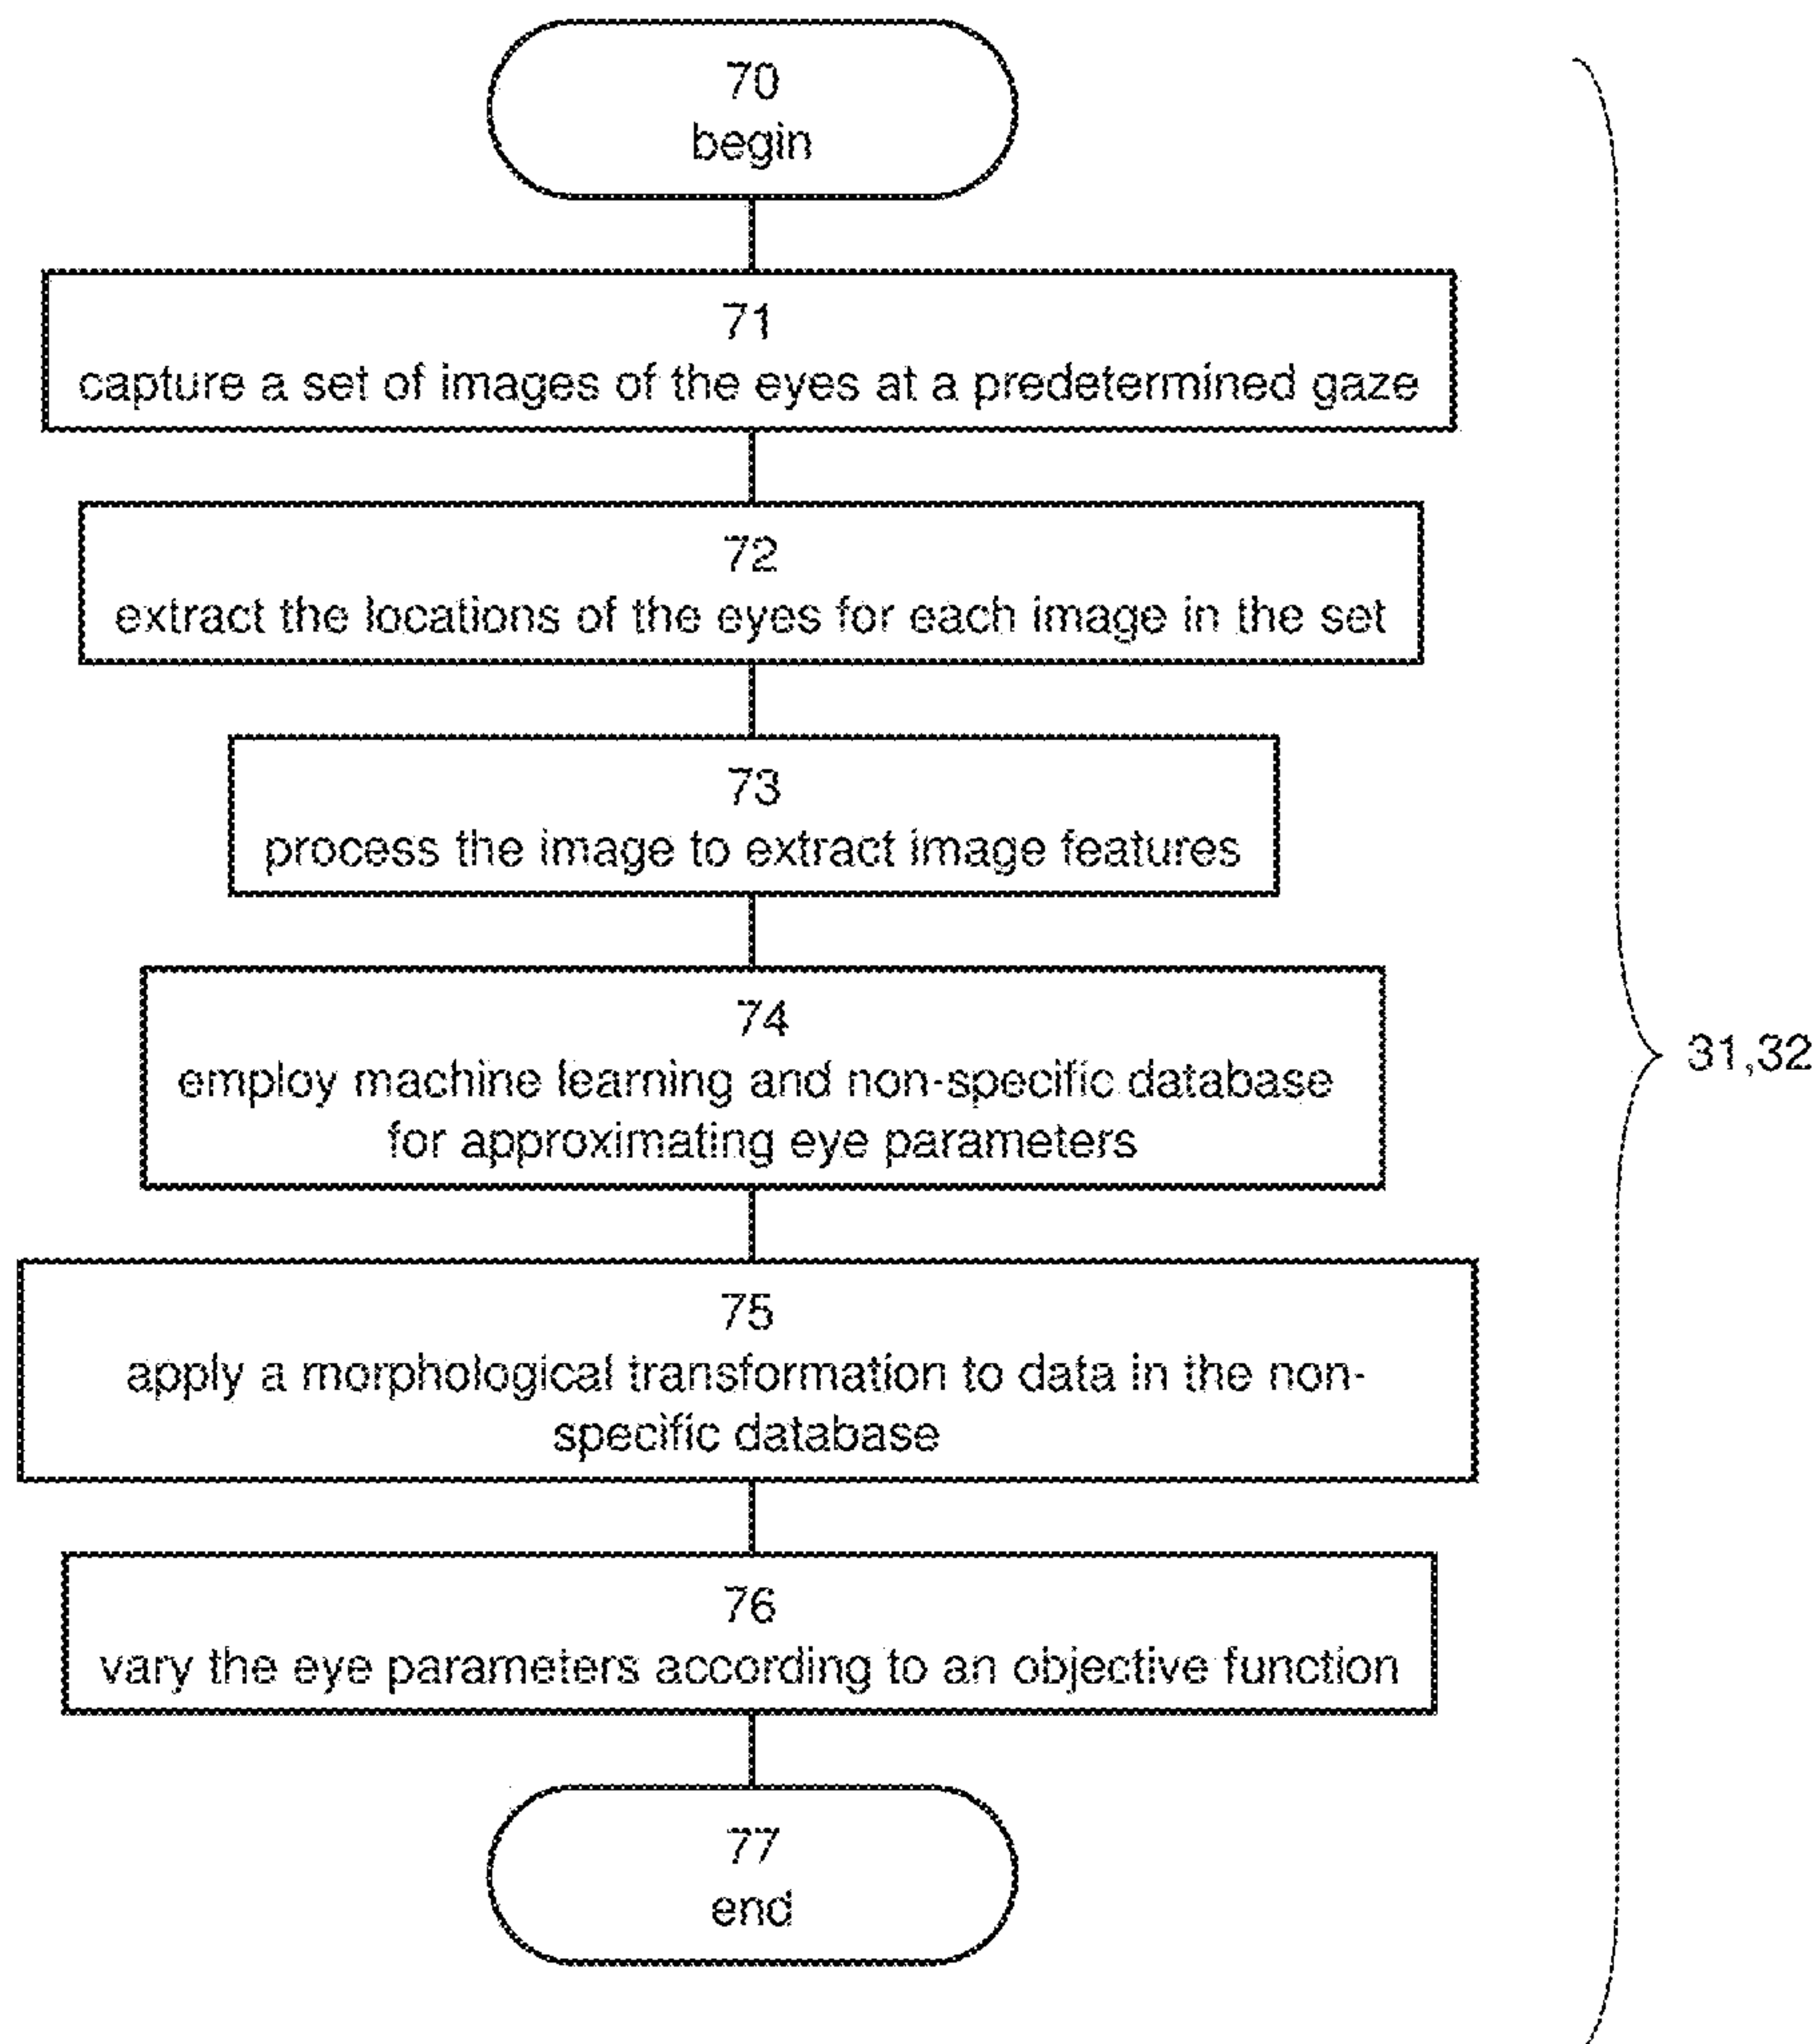 70
begin
71
capture a set of images of the eyes at a predetermined gaze
72
extract the locations of the eyes for each image in the set
73
process the image to extract image features
74
employ machine learning and non-specific database
for approximating eye parameters
75
apply a morphological transformation to data in the non-
specific database
76
vary the eye parameters according to an objective function
77
end
31,32